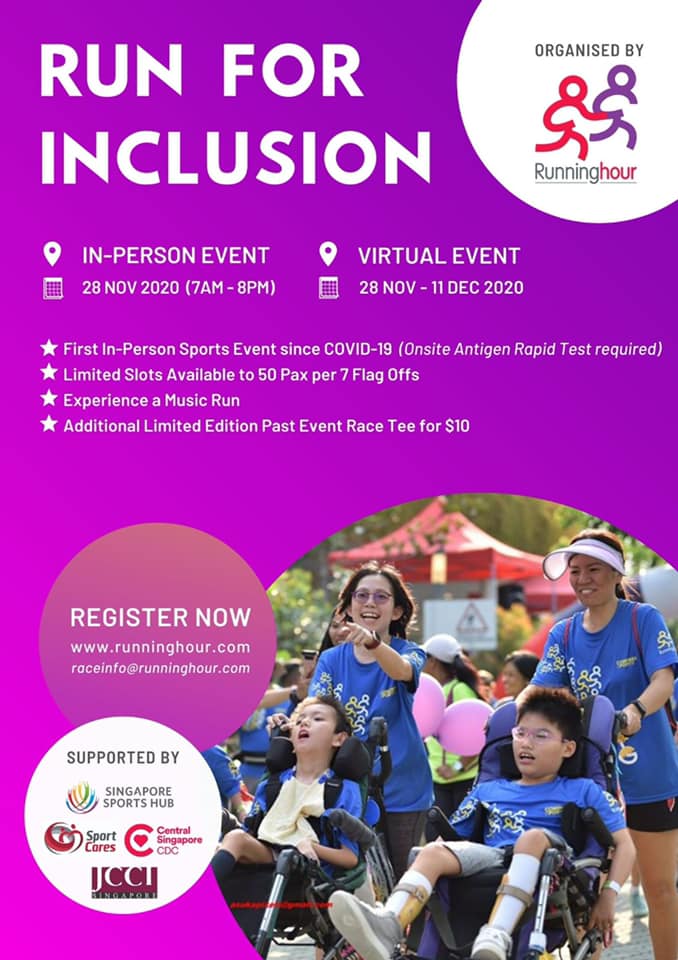 RUN FOR
INCLUSION
ORGANISED BY
Runninghour
IN-PERSON EVENT
28 NOV 2020 (7AM - 8PM)
VIRTUAL EVENT
28 NOV - 11 DEC 2020
First In-Person Sports Event since COVID-19 (Onsite Antigen Rapid Test required)
Limited Slots Available to 50 Pax per 7 Flag Offs
Experience a Music Run
Additional Limited Edition Past Event Race Tee for $10
REGISTER NOW
www.runninghour.com
raceinfo@runninghour.com
SUPPORTED BY
SINGAPORE
SPORTS HUB
Sport
Cares
Central
Singapore
CDC
JCCI
SINGAPORE